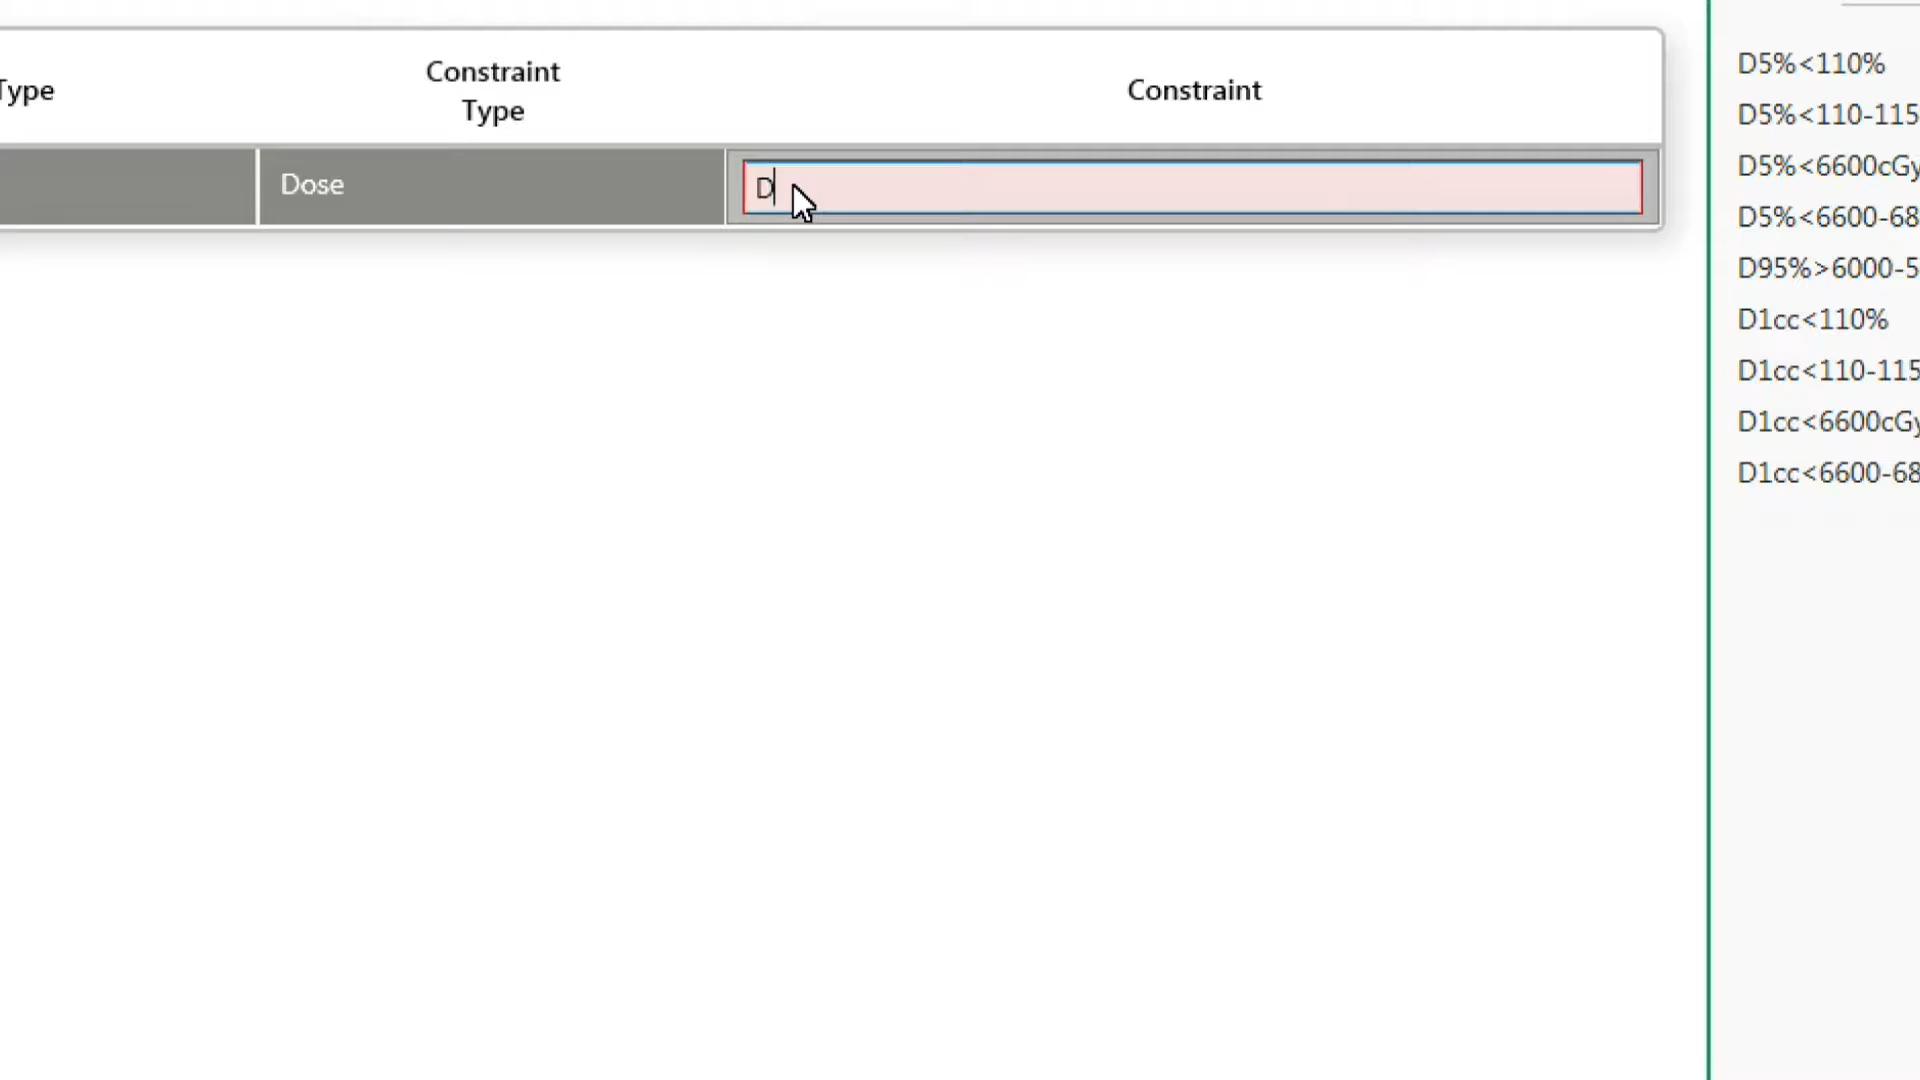 Type
Constraint
Type
Constraint
Dose
D
D5%<110%
D5%<110-115
D5%<6600cGy
D5%<6600-68
D95%>6000-5
D1cc<110%
D1cc<110-115
D1cc<6600cGy
D1cc<6600-68